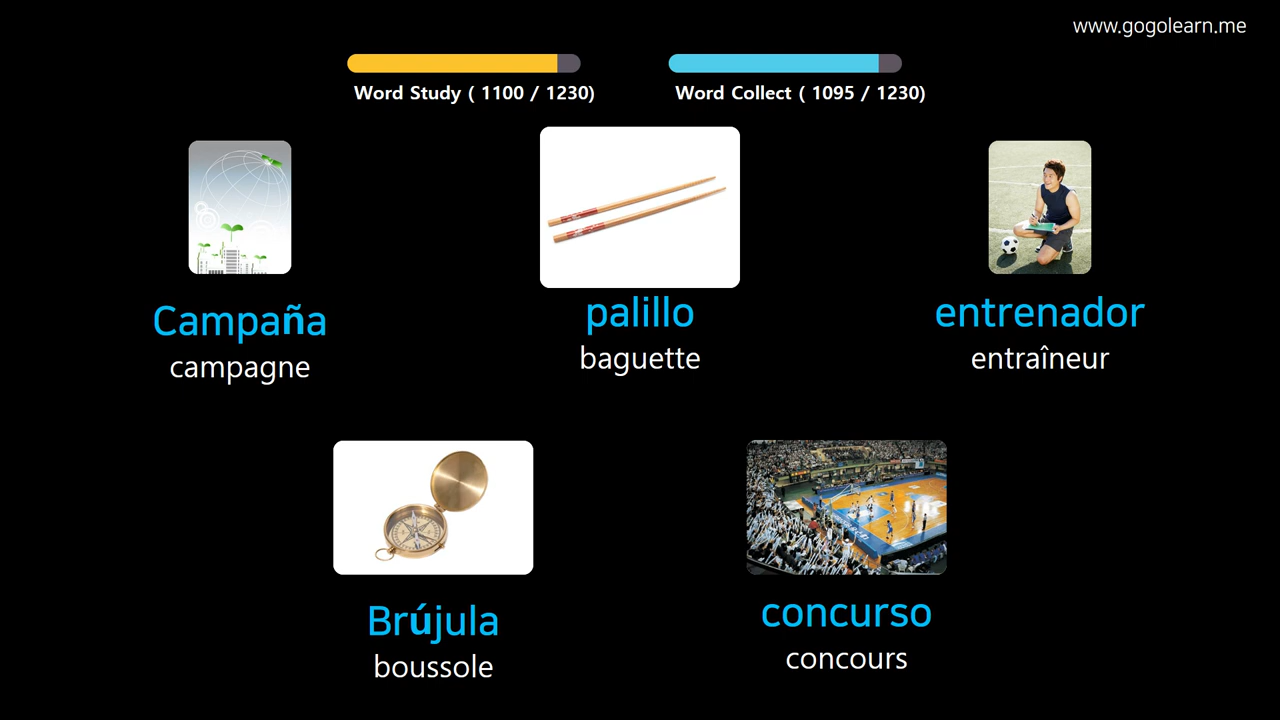 www.gogolearn.me
Word Study ( 1100 / 1230)
Word Collect ( 1095 / 1230)
Campaña
campagne
palillo
baguette
entrenador
entraîneur
Brújula
boussole
concurso
concours